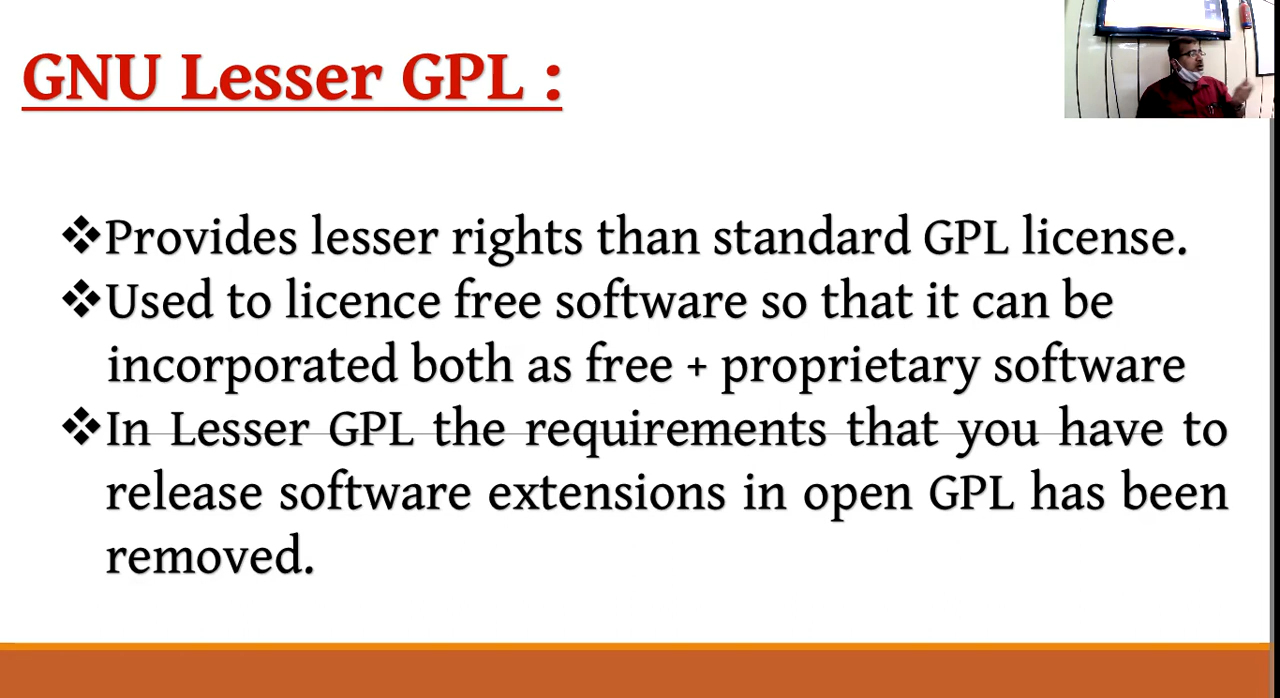 GNU Lesser GPL :
❖Provides lesser rights than standard GPL license.
❖Used to licence free software so that it can be
incorporated both as free + proprietary software
❖In Lesser GPL the requirements that you have to
release software extensions in open GPL has been
removed.